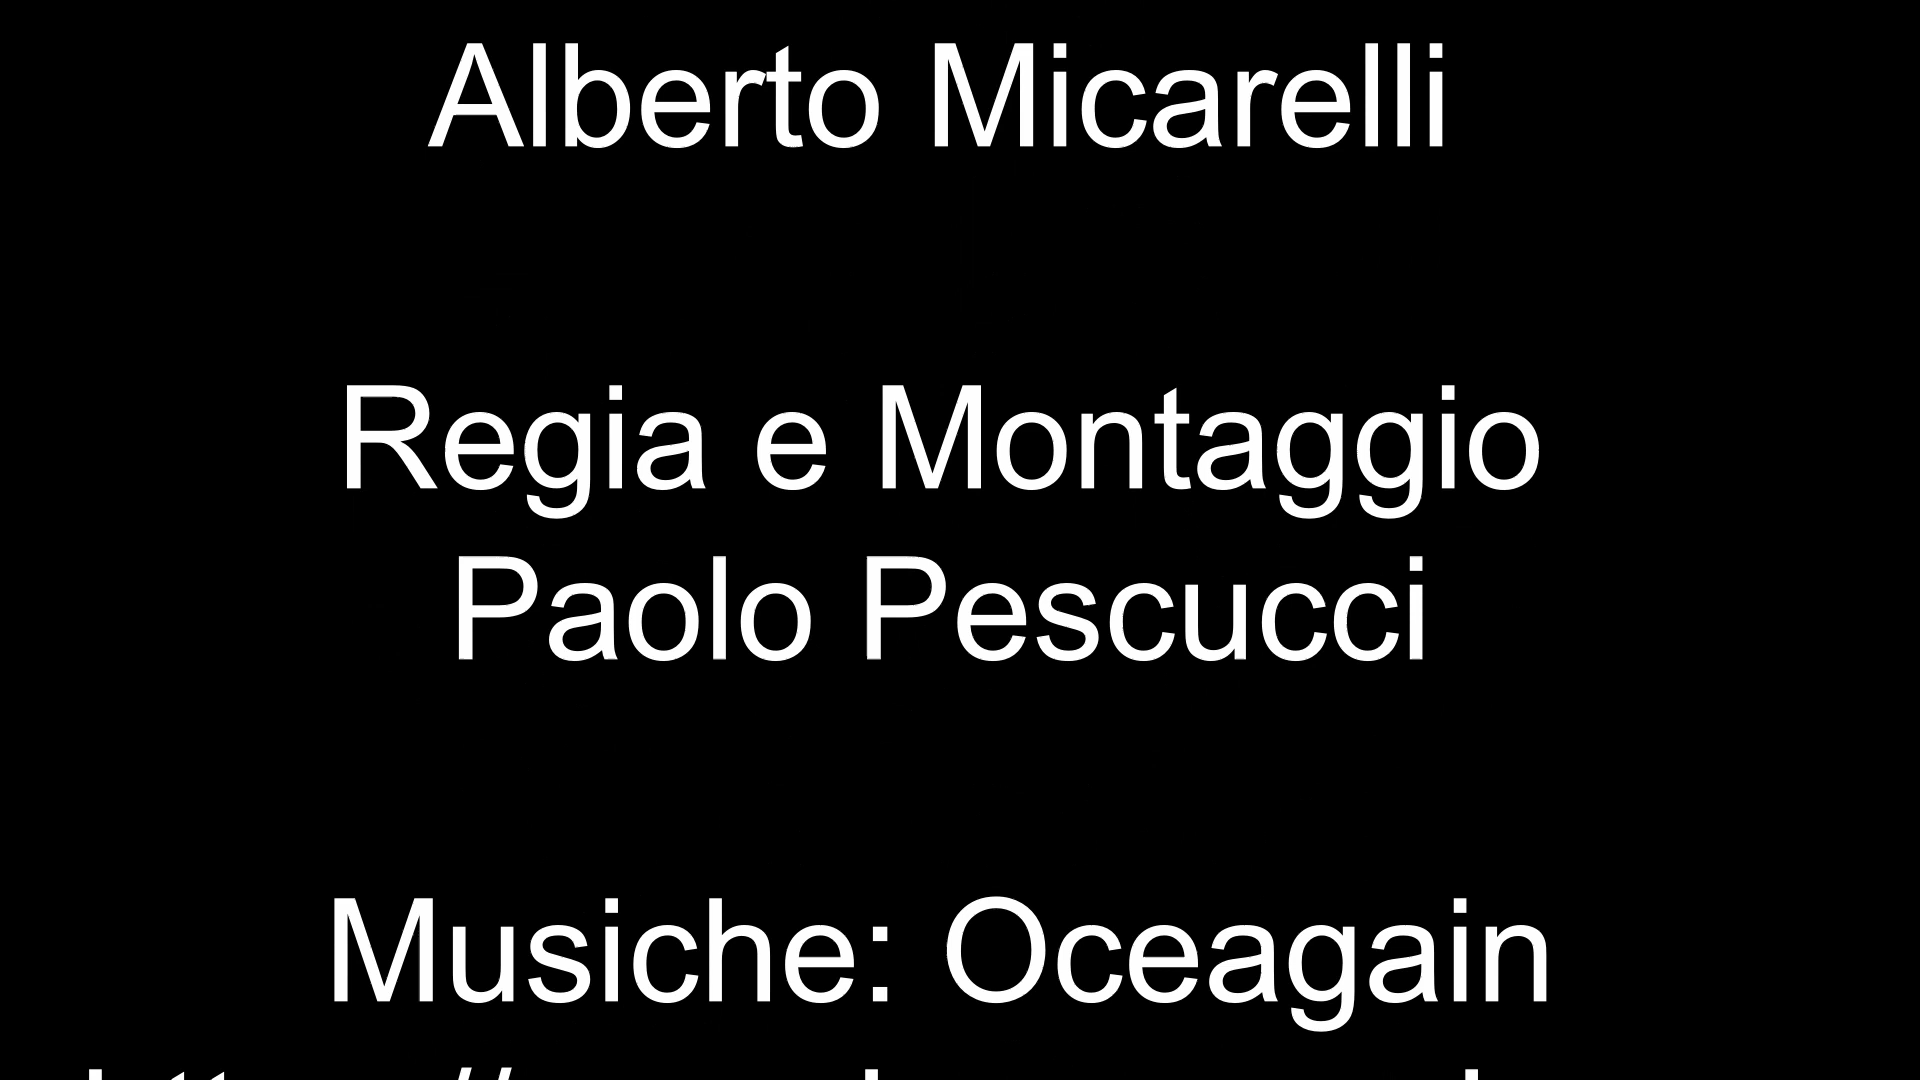 Alberto Micarelli
Regia e Montaggio
Paolo Pescucci
Musiche: Oceagain